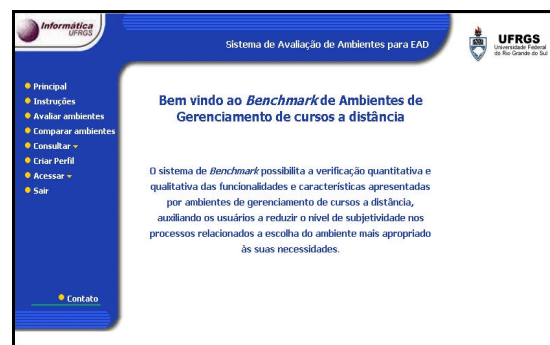 Informática
UFRGS
Sistema de Avaliação de Ambientes para EAD
UFRGS
Universidade Federal
do Rio Grande do Sul
Principal
Instruções
Avaliar ambientes
Comparar ambientes
Consultar
Criar Perfil
Acessar
Sair
Contato
Bem vindo ao Benchmark de Ambientes de
Gerenciamento de cursos a distância
O sistema de Benchmark possibilita a verificação quantitativa e
qualitativa das funcionalidades e características apresentadas
por ambientes de gerenciamento de cursos a distância,
auxiliando os usuários a reduzir o nível de subjetividade nos
processos relacionados a escolha do ambiente mais apropriado
às suas necessidades.